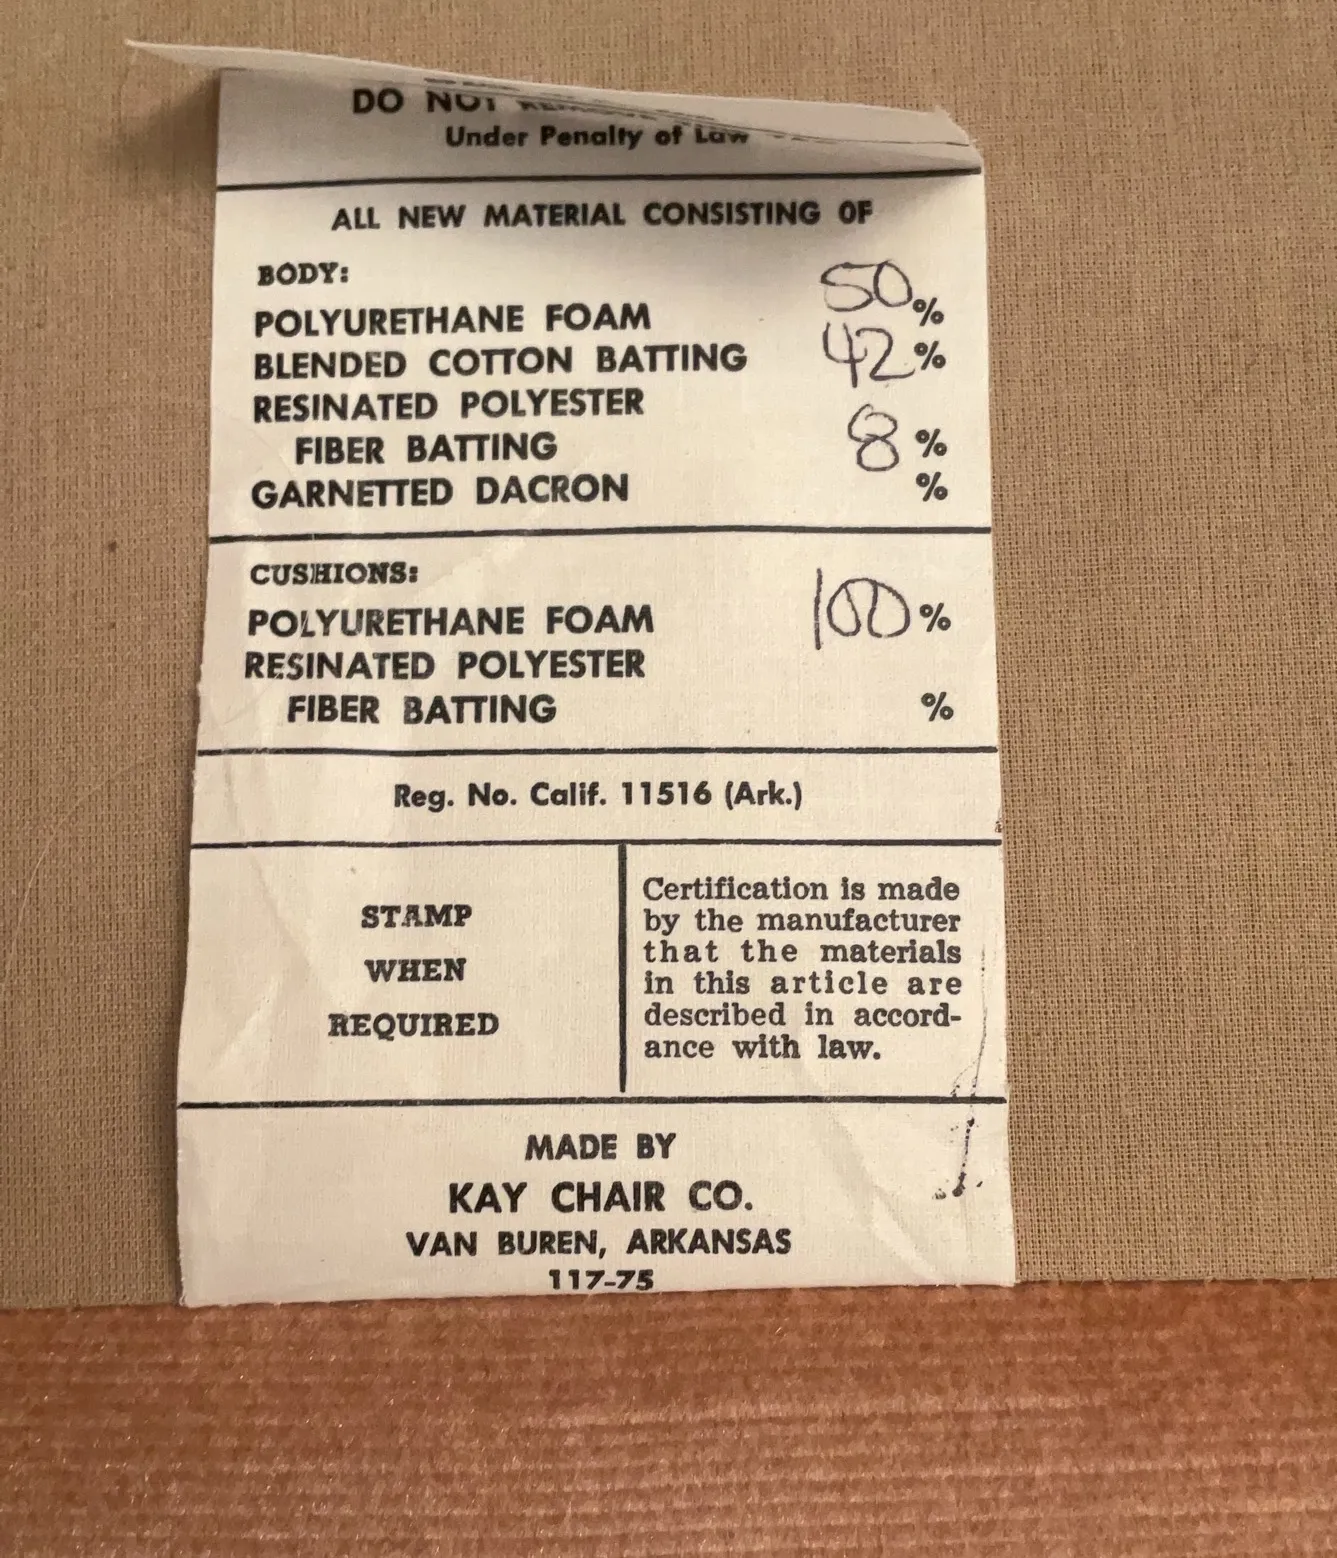 DO NOT
Under Penalty of Law
ALL NEW MATERIAL CONSISTING OF
BODY:
POLYURETHANE FOAM 50%
BLENDED COTTON BATTING 42%
RESINATED POLYESTER
FIBER BATTING 8%
GARNETTED DACRON %
CUSHIONS:
POLYURETHANE FOAM 100%
RESINATED POLYESTER
FIBER BATTING %
Reg. No. Calif. 11516 (Ark.)
STAMP
WHEN
REQUIRED
Certification is made
by the manufacturer
that the materials
in this article are
described in accord-
ance with law.
MADE BY
KAY CHAIR CO.
VAN BUREN, ARKANSAS
117-75